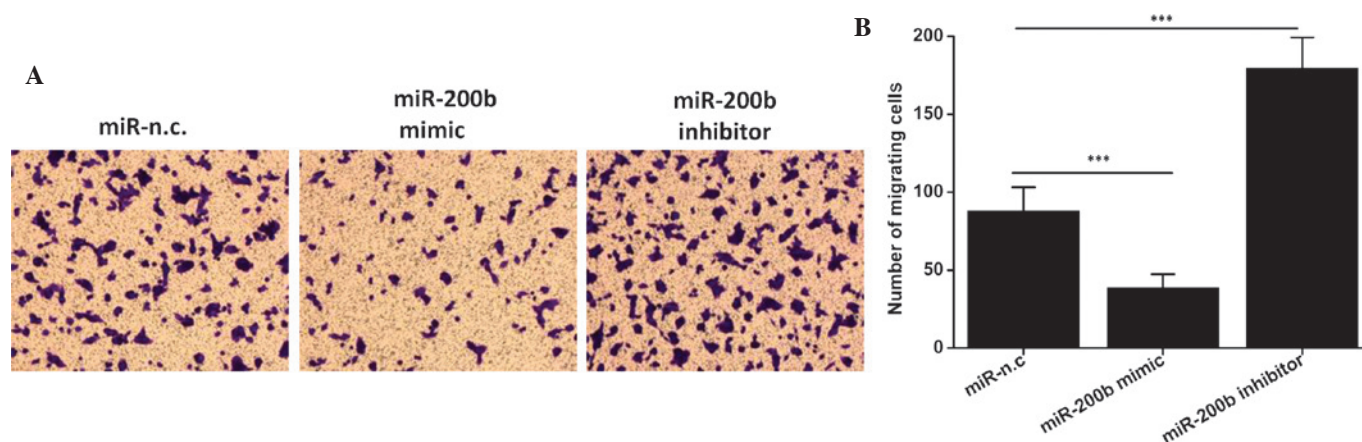 A
miR-n.c.
miR-200b
mimic
miR-200b
inhibitor
B
***
***
Number of migrating cells
200
150
100
50
0
miR-n.c
miR-200b mimic
miR-200b inhibitor